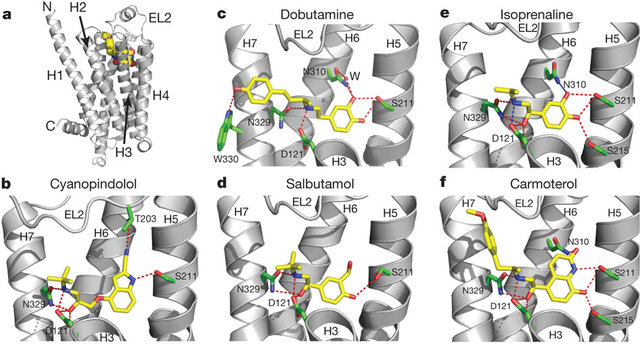 a
N
H2
EL2
H1
H4
C
H3
b
Cyanopindolol
EL2
T203
H7
H6
H5
S211
N329
D121
H3
c
Dobutamine
H7
EL2
H6
H5
N310
W
S211
N329
D121
W330
H3
d
Salbutamol
H7
EL2
H6
H5
S211
N329
D121
H3
e
Isoprenaline
H7
EL2
H6
H5
N310
S211
N329
S215
D121
H3
f
Carmoterol
H7
EL2
H6
H5
N310
S211
N329
D121
S215
H3